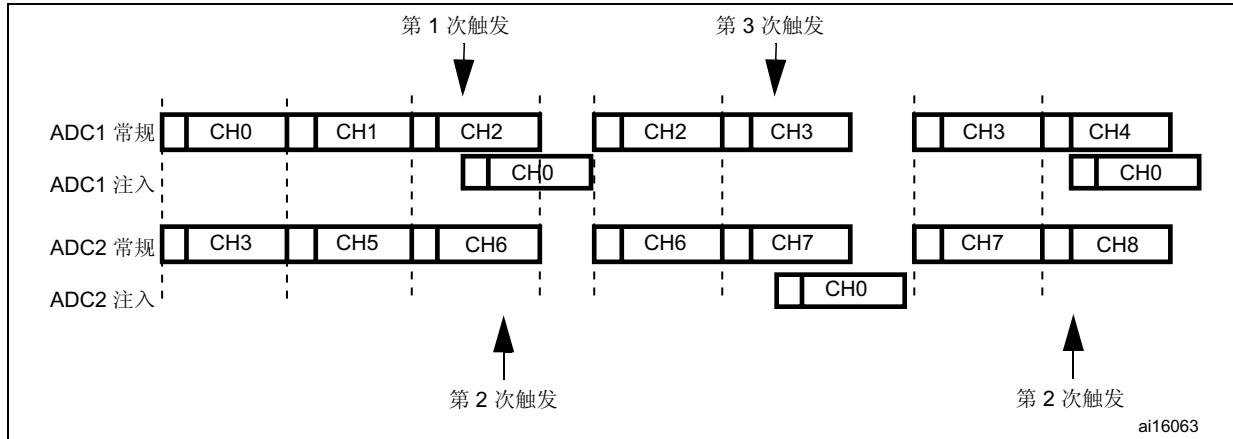 第 1 次触发 第 3 次触发
ADC1 常规 CH0 CH1 CH2 CH2 CH3 CH3 CH4
ADC1 注入 CH0 CH0
ADC2 常规 CH3 CH5 CH6 CH6 CH7 CH7 CH8
ADC2 注入 CH0
第 2 次触发 第 2 次触发
ai16063